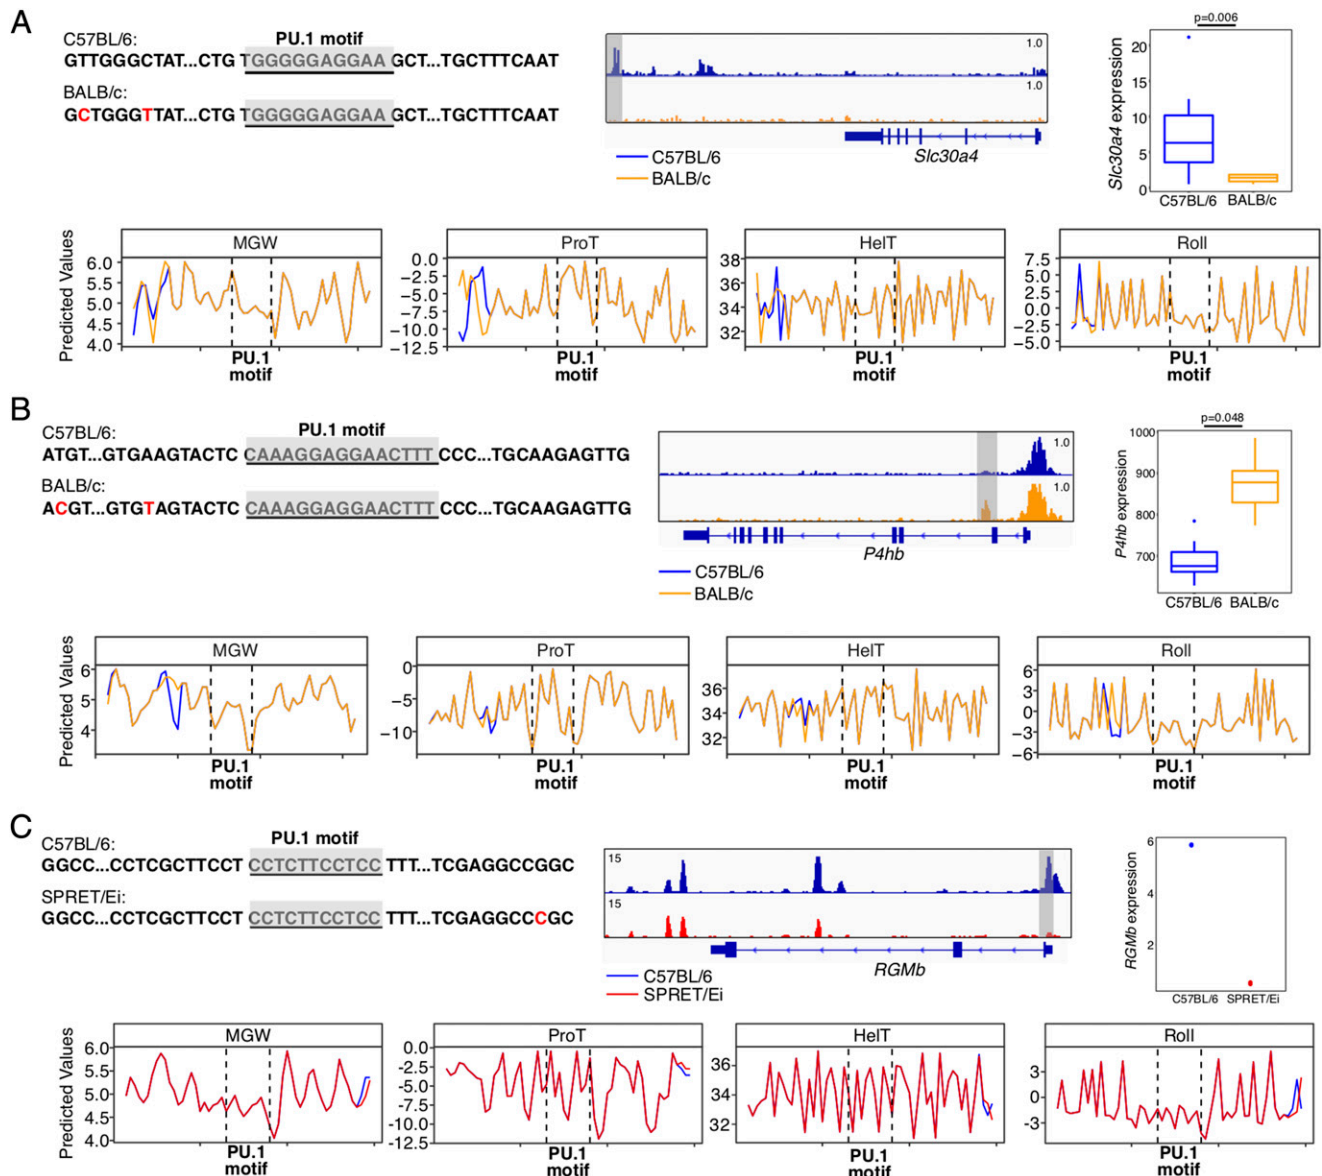 A
C57BL/6:
PU.1 motif
GTTGGGCTAT...CTG TGGGGGAGGAA GCT...TGCTTTCAAT
BALB/c:
GCTGGGTTAT...CTG TGGGGGAGGAA GCT...TGCTTTCAAT
1.0
1.0
Slc30a4
C57BL/6
BALB/c
p=0.006
Slc30a4 expression
20
15
10
5
0
C57BL/6 BALB/c
Predicted Values
MGW
6.0
5.5
5.0
4.5
4.0
PU.1
motif
ProT
0.0
−2.5
−5.0
−7.5
−10.0
−12.5
PU.1
motif
HelT
38
36
34
32
PU.1
motif
Roll
7.5
5.0
2.5
0.0
−2.5
−5.0
PU.1
motif
B
C57BL/6:
PU.1 motif
ATGT...GTGAAGTACTC CAAAGGAGGAACTTT CCC...TGCAAGAGTTG
BALB/c:
ACGT...GTGTAGTACTC CAAAGGAGGAACTTT CCC...TGCAAGAGTTG
1.0
1.0
P4hb
C57BL/6
BALB/c
p=0.048
P4hb expression
1000
900
800
700
C57BL/6 BALB/c
Predicted Values
MGW
6
5
4
PU.1
motif
ProT
0
−5
−10
PU.1
motif
HelT
36
34
32
PU.1
motif
Roll
6
3
0
−3
−6
PU.1
motif
C
C57BL/6:
PU.1 motif
GGCC...CCTCGCTTCCT CCTCTTCCTCC TTT...TCGAGGCCGGC
SPRET/Ei:
GGCC...CCTCGCTTCCT CCTCTTCCTCC TTT...TCGAGGCCCGC
15
15
RGMb
C57BL/6
SPRET/Ei
RGMb expression
6
4
2
C57BL/6 SPRET/Ei
Predicted Values
MGW
6.0
5.5
5.0
4.5
4.0
PU.1
motif
ProT
0.0
-2.5
-5.0
-7.5
-10.0
-12.5
PU.1
motif
HelT
36
34
32
PU.1
motif
Roll
3
0
-3
PU.1
motif